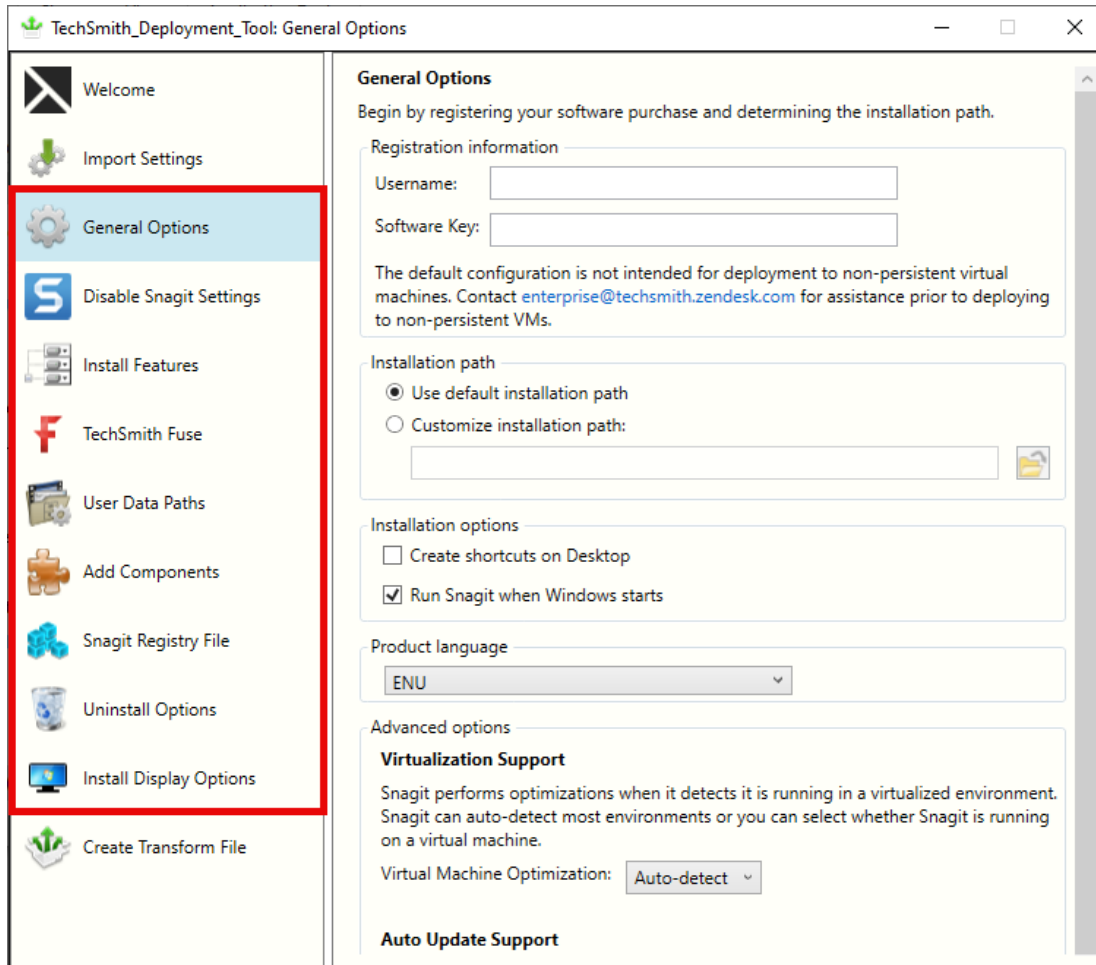 TechSmith_Deployment_Tool: General Options
Welcome
Import Settings
General Options
Disable Snagit Settings
Install Features
TechSmith Fuse
User Data Paths
Add Components
Snagit Registry File
Uninstall Options
Install Display Options
Create Transform File
General Options
Begin by registering your software purchase and determining the installation path.
Registration information
Username:
Software Key:
The default configuration is not intended for deployment to non-persistent virtual
machines. Contact enterprise@techsmith.zendesk.com for assistance prior to deploying
to non-persistent VMs.
Installation path
Use default installation path
Customize installation path:
Installation options
Create shortcuts on Desktop
Run Snagit when Windows starts
Product language
ENU
Advanced options
Virtualization Support
Snagit performs optimizations when it detects it is running in a virtualized environment.
Snagit can auto-detect most environments or you can select whether Snagit is running
on a virtual machine.
Virtual Machine Optimization: Auto-detect
Auto Update Support